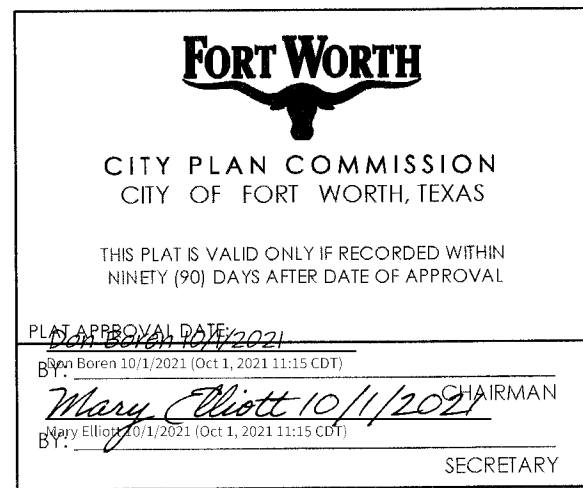 FORT WORTH
CITY PLAN COMMISSION
CITY OF FORT WORTH, TEXAS
THIS PLAT IS VALID ONLY IF RECORDED WITHIN
NINETY (90) DAYS AFTER DATE OF APPROVAL
PLAT APPROVAL DATE:
Don Boren 10/1/2021
BY: Don Boren 10/1/2021 (Oct 1, 2021 11:15 CDT)
CHAIRMAN
Mary Elliott 10/1/2021
BY: Mary Elliott 10/1/2021 (Oct 1, 2021 11:15 CDT)
SECRETARY